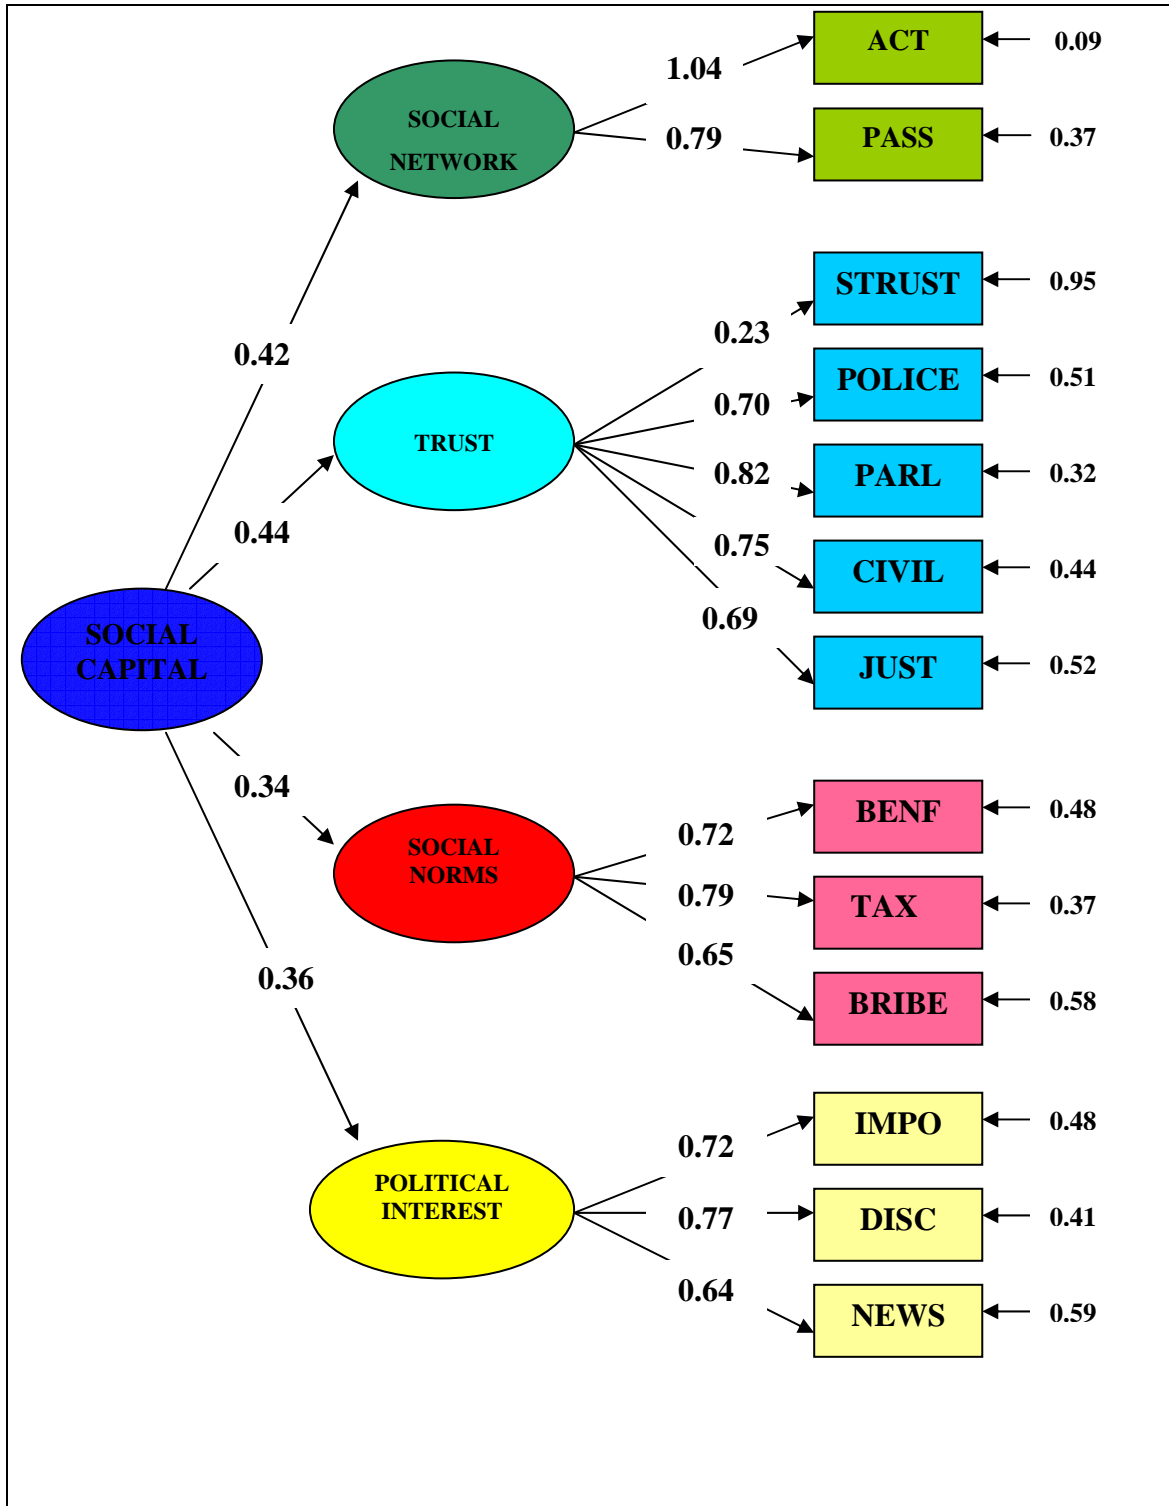 ACT
0.09
1.04
SOCIAL
NETWORK
0.79
PASS
0.37
STRUST
0.95
0.23
0.42
POLICE
0.51
0.70
TRUST
0.82
PARL
0.32
0.44
0.75
CIVIL
0.44
0.69
SOCIAL
CAPITAL
JUST
0.52
0.34
BENF
0.48
0.72
SOCIAL
NORMS
0.79
TAX
0.37
0.65
0.36
BRIBE
0.58
IMPO
0.48
0.72
POLITICAL
INTEREST
0.77
DISC
0.41
0.64
NEWS
0.59